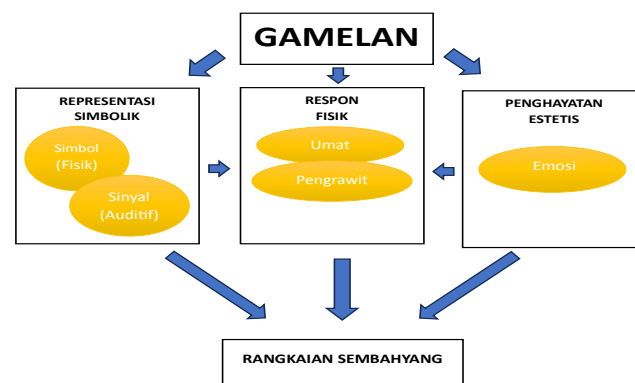 GAMELAN
REPRESENTASI
SIMBOLIK
Simbol
(Fisik)
Sinyal
(Auditif)
RESPON
FISIK
Umat
Pengrawit
PENGHAYATAN
ESTETIS
Emosi
RANGKAIAN SEMBAHYANG